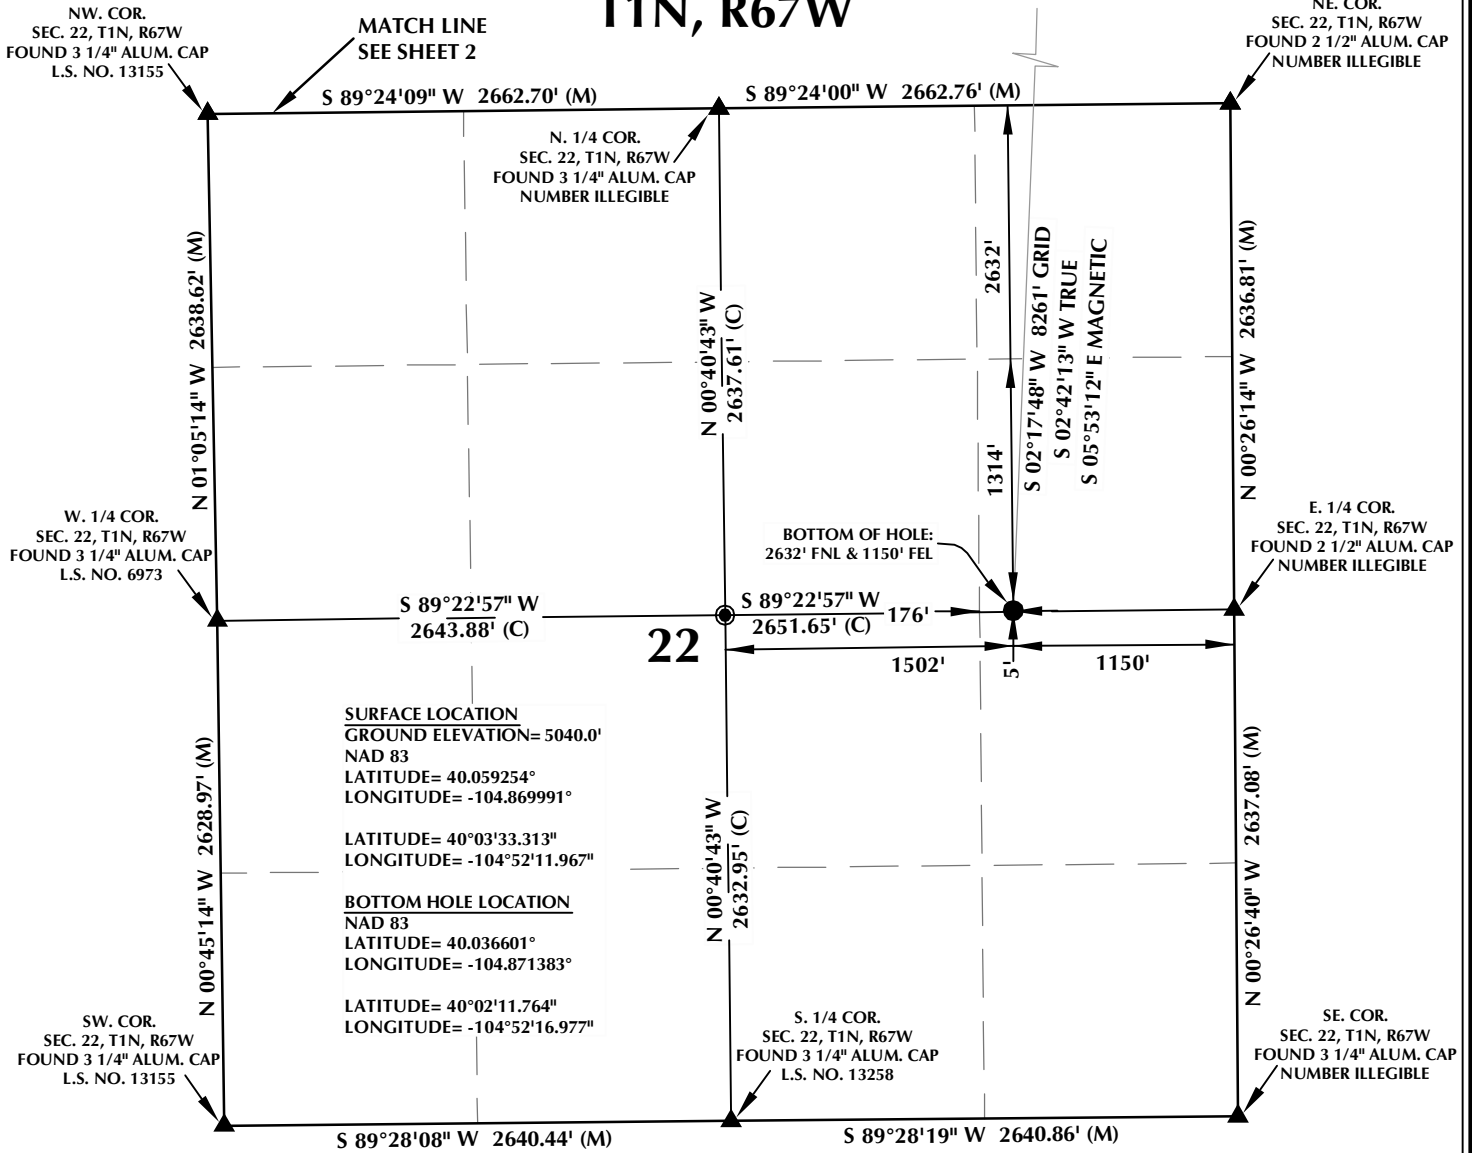 T1N, R67W
NW. COR.
SEC. 22, T1N, R67W
FOUND 3 1/4" ALUM. CAP
L.S. NO. 13155
MATCH LINE
SEE SHEET 2
NE. COR.
SEC. 22, T1N, R67W
FOUND 2 1/2" ALUM. CAP
NUMBER ILLEGIBLE
S 89°24'09" W 2662.70' (M)
S 89°24'00" W 2662.76' (M)
N. 1/4 COR.
SEC. 22, T1N, R67W
FOUND 3 1/4" ALUM. CAP
NUMBER ILLEGIBLE
N 01°05'14" W 2638.62' (M)
N 00°40'43" W
2637.61' (C)
2632'
1314'
S 02°17'48" W 8261' GRID
S 02°42'13" W TRUE
S 05°53'12" E MAGNETIC
N 00°26'14" W 2636.81' (M)
W. 1/4 COR.
SEC. 22, T1N, R67W
FOUND 3 1/4" ALUM. CAP
L.S. NO. 6973
BOTTOM OF HOLE:
2632' FNL & 1150' FEL
E. 1/4 COR.
SEC. 22, T1N, R67W
FOUND 2 1/2" ALUM. CAP
NUMBER ILLEGIBLE
S 89°22'57" W
2643.88' (C)
S 89°22'57" W
2651.65' (C)
176'
22
1502'
5'
1150'
SURFACE LOCATION
GROUND ELEVATION= 5040.0'
NAD 83
LATITUDE= 40.059254°
LONGITUDE= -104.869991°
LATITUDE= 40°03'33.313"
LONGITUDE= -104°52'11.967"
BOTTOM HOLE LOCATION
NAD 83
LATITUDE= 40.036601°
LONGITUDE= -104.871383°
LATITUDE= 40°02'11.764"
LONGITUDE= -104°52'16.977"
N 00°45'14" W 2628.97' (M)
N 00°40'43" W
2632.95' (C)
N 00°26'40" W 2637.08' (M)
SW. COR.
SEC. 22, T1N, R67W
FOUND 3 1/4" ALUM. CAP
L.S. NO. 13155
S. 1/4 COR.
SEC. 22, T1N, R67W
FOUND 3 1/4" ALUM. CAP
L.S. NO. 13258
SE. COR.
SEC. 22, T1N, R67W
FOUND 3 1/4" ALUM. CAP
NUMBER ILLEGIBLE
S 89°28'08" W 2640.44' (M)
S 89°28'19" W 2640.86' (M)